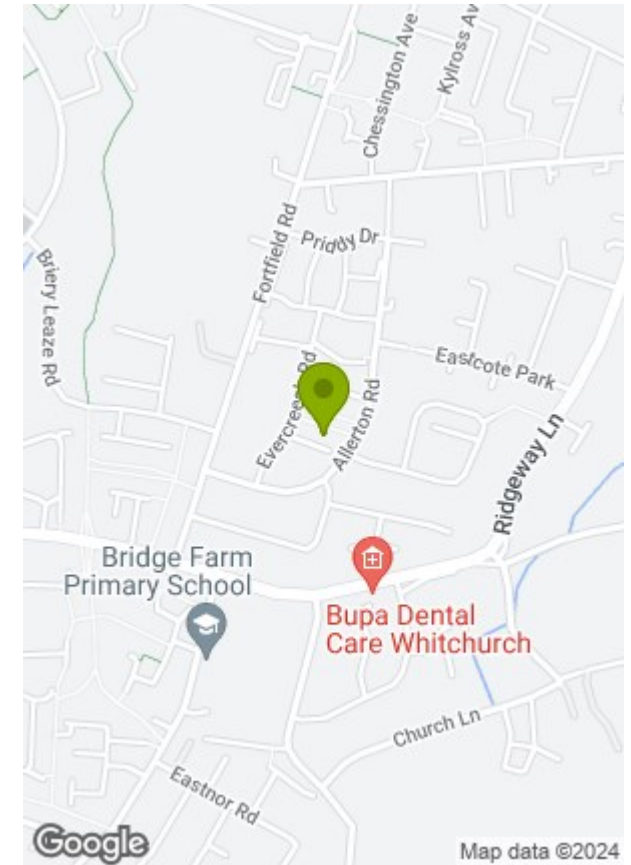 Chessington Ave
Kylross Av
Fortfield Rd
Priddy Dr
Briery Leaze Rd
Eastcote Park
Evercreech Rd
Allerton Rd
Ridgeway Ln
Bridge Farm
Primary School
Bupa Dental
Care Whitchurch
Church Ln
Eastnor Rd
Google
Map data ©2024